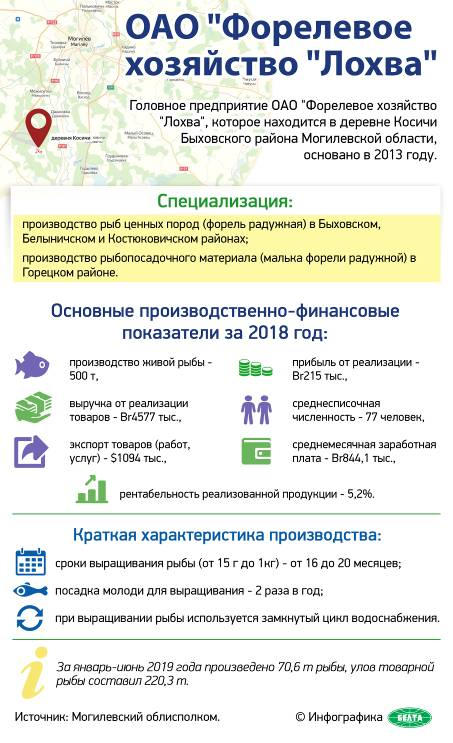 ОАО "Форелевое
хозяйство "Лохва"
Могилев
деревня Косичи
Головное предприятие ОАО "Форелевое хозяйство
"Лохва", которое находится в деревне Косичи
Быховского района Могилевской области,
основано в 2013 году.
Специализация:
производство рыб ценных пород (форель радужная) в Быховском,
Белыничском и Костюковичском районах;
производство рыбопосадочного материала (малька форели радужной) в
Горецком районе.
Основные производственно-финансовые
показатели за 2018 год:
производство живой рыбы -
500 т,
прибыль от реализации -
Br215 тыс.,
выручка от реализации
товаров - Br4577 тыс.,
среднесписочная
численность - 77 человек,
экспорт товаров (работ,
услуг) - $1094 тыс.,
среднемесячная заработная
плата - Br844,1 тыс.,
рентабельность реализованной продукции - 5,2%.
Краткая характеристика производства:
сроки выращивания рыбы (от 15 г до 1кг) - от 16 до 20 месяцев;
посадка молоди для выращивания - 2 раза в год;
при выращивании рыбы используется замкнутый цикл водоснабжения.
За январь-июнь 2019 года произведено 70,6 т рыбы, улов товарной
рыбы составил 220,3 т.
Источник: Могилевский облисполком.
© Инфографика
БЕЛТА